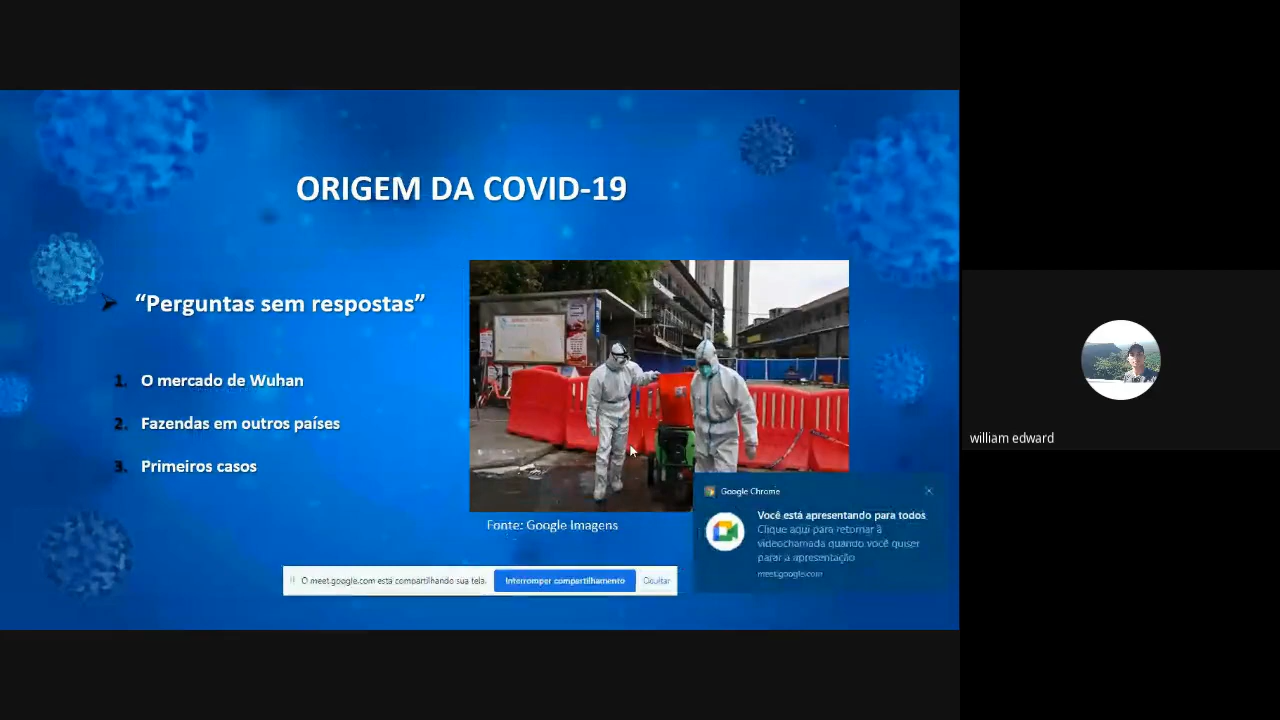 ORIGEM DA COVID-19
“Perguntas sem respostas”
1. O mercado de Wuhan
2. Fazendas em outros países
3. Primeiros casos
Fonte: Google Imagens
Google Chrome
Você está apresentando para todos
Clique aqui para retornar à
videochamada quando você quiser
parar a apresentação
meet.google.com
O meet.google.com está compartilhando sua tela.
Interromper compartilhamento
Ocultar
william edward